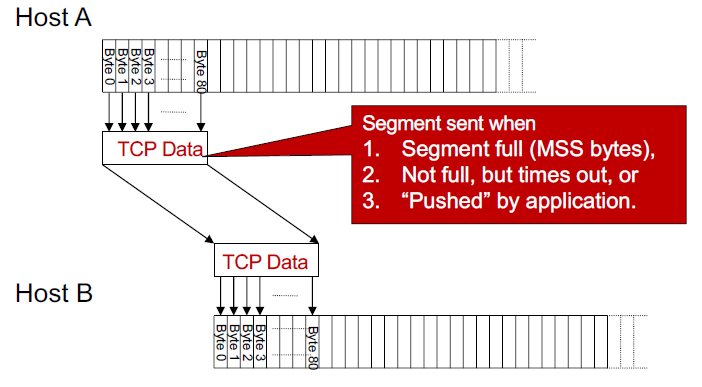 Host A
Byte 0
Byte 1
Byte 2
Byte 3
Byte 80
TCP Data
Segment sent when
1. Segment full (MSS bytes),
2. Not full, but times out, or
3. “Pushed” by application.
TCP Data
Host B
Byte 0
Byte 1
Byte 2
Byte 3
Byte 80